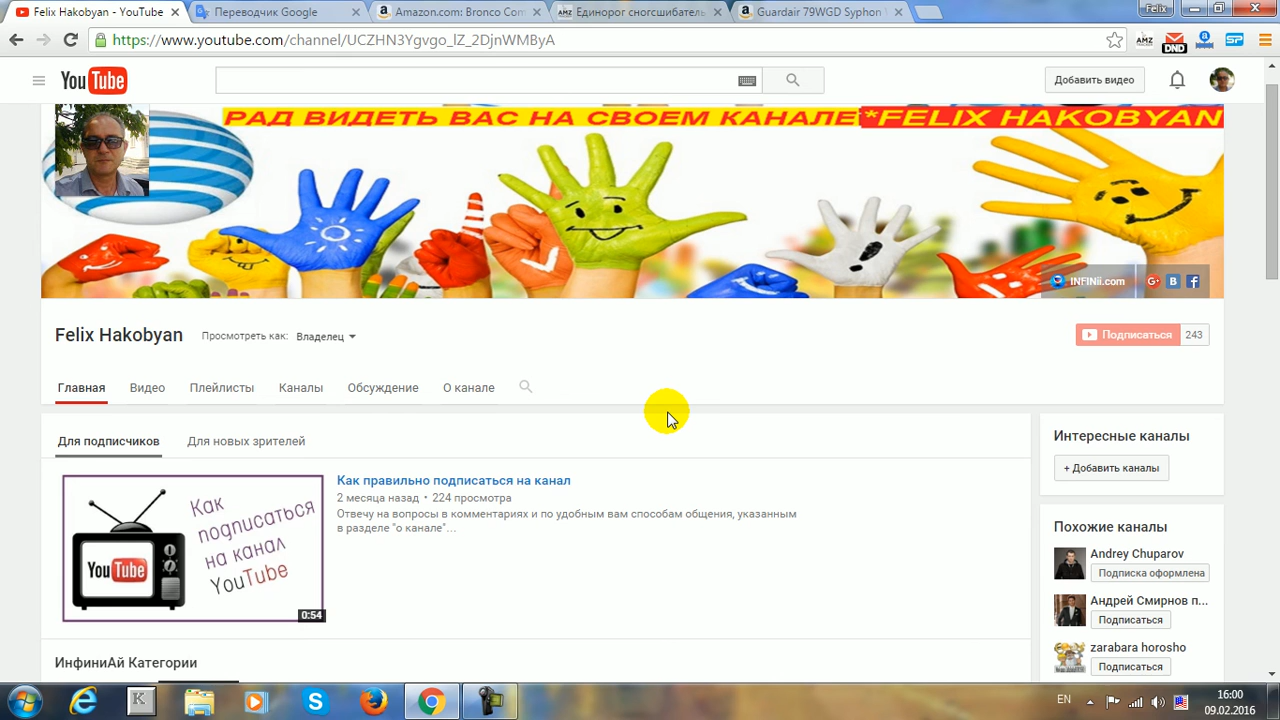 Felix Hakobyan - YouTube
Переводчик Google
Amazon.com: Bronco Com
Единорог сногсшибатель
Guardair 79WGD Syphon
Felix
https://www.youtube.com/channel/UCZHN3Ygvgo_lZ_2DjnWMByA
AMZ
DND
SP
YouTube
Добавить видео
РАД ВИДЕТЬ ВАС НА СВОЕМ КАНАЛЕ*FELIX HAKOBYAN
INFINii.com
Felix Hakobyan
Просмотреть как: Владелец
Подписаться 243
Главная
Видео
Плейлисты
Каналы
Обсуждение
О канале
Для подписчиков
Для новых зрителей
Интересные каналы
+ Добавить каналы
Как подписаться на канал YouTube
YouTube
0:54
Как правильно подписаться на канал
2 месяца назад • 224 просмотра
Отвечу на вопросы в комментариях и по удобным вам способам общения, указанным
в разделе "о канале"...
Похожие каналы
Andrey Chuparov
Подписка оформлена
Андрей Смирнов п...
Подписаться
zarabara horosho
Подписаться
ИнфиниАй Категории
EN
16:00
09.02.2016